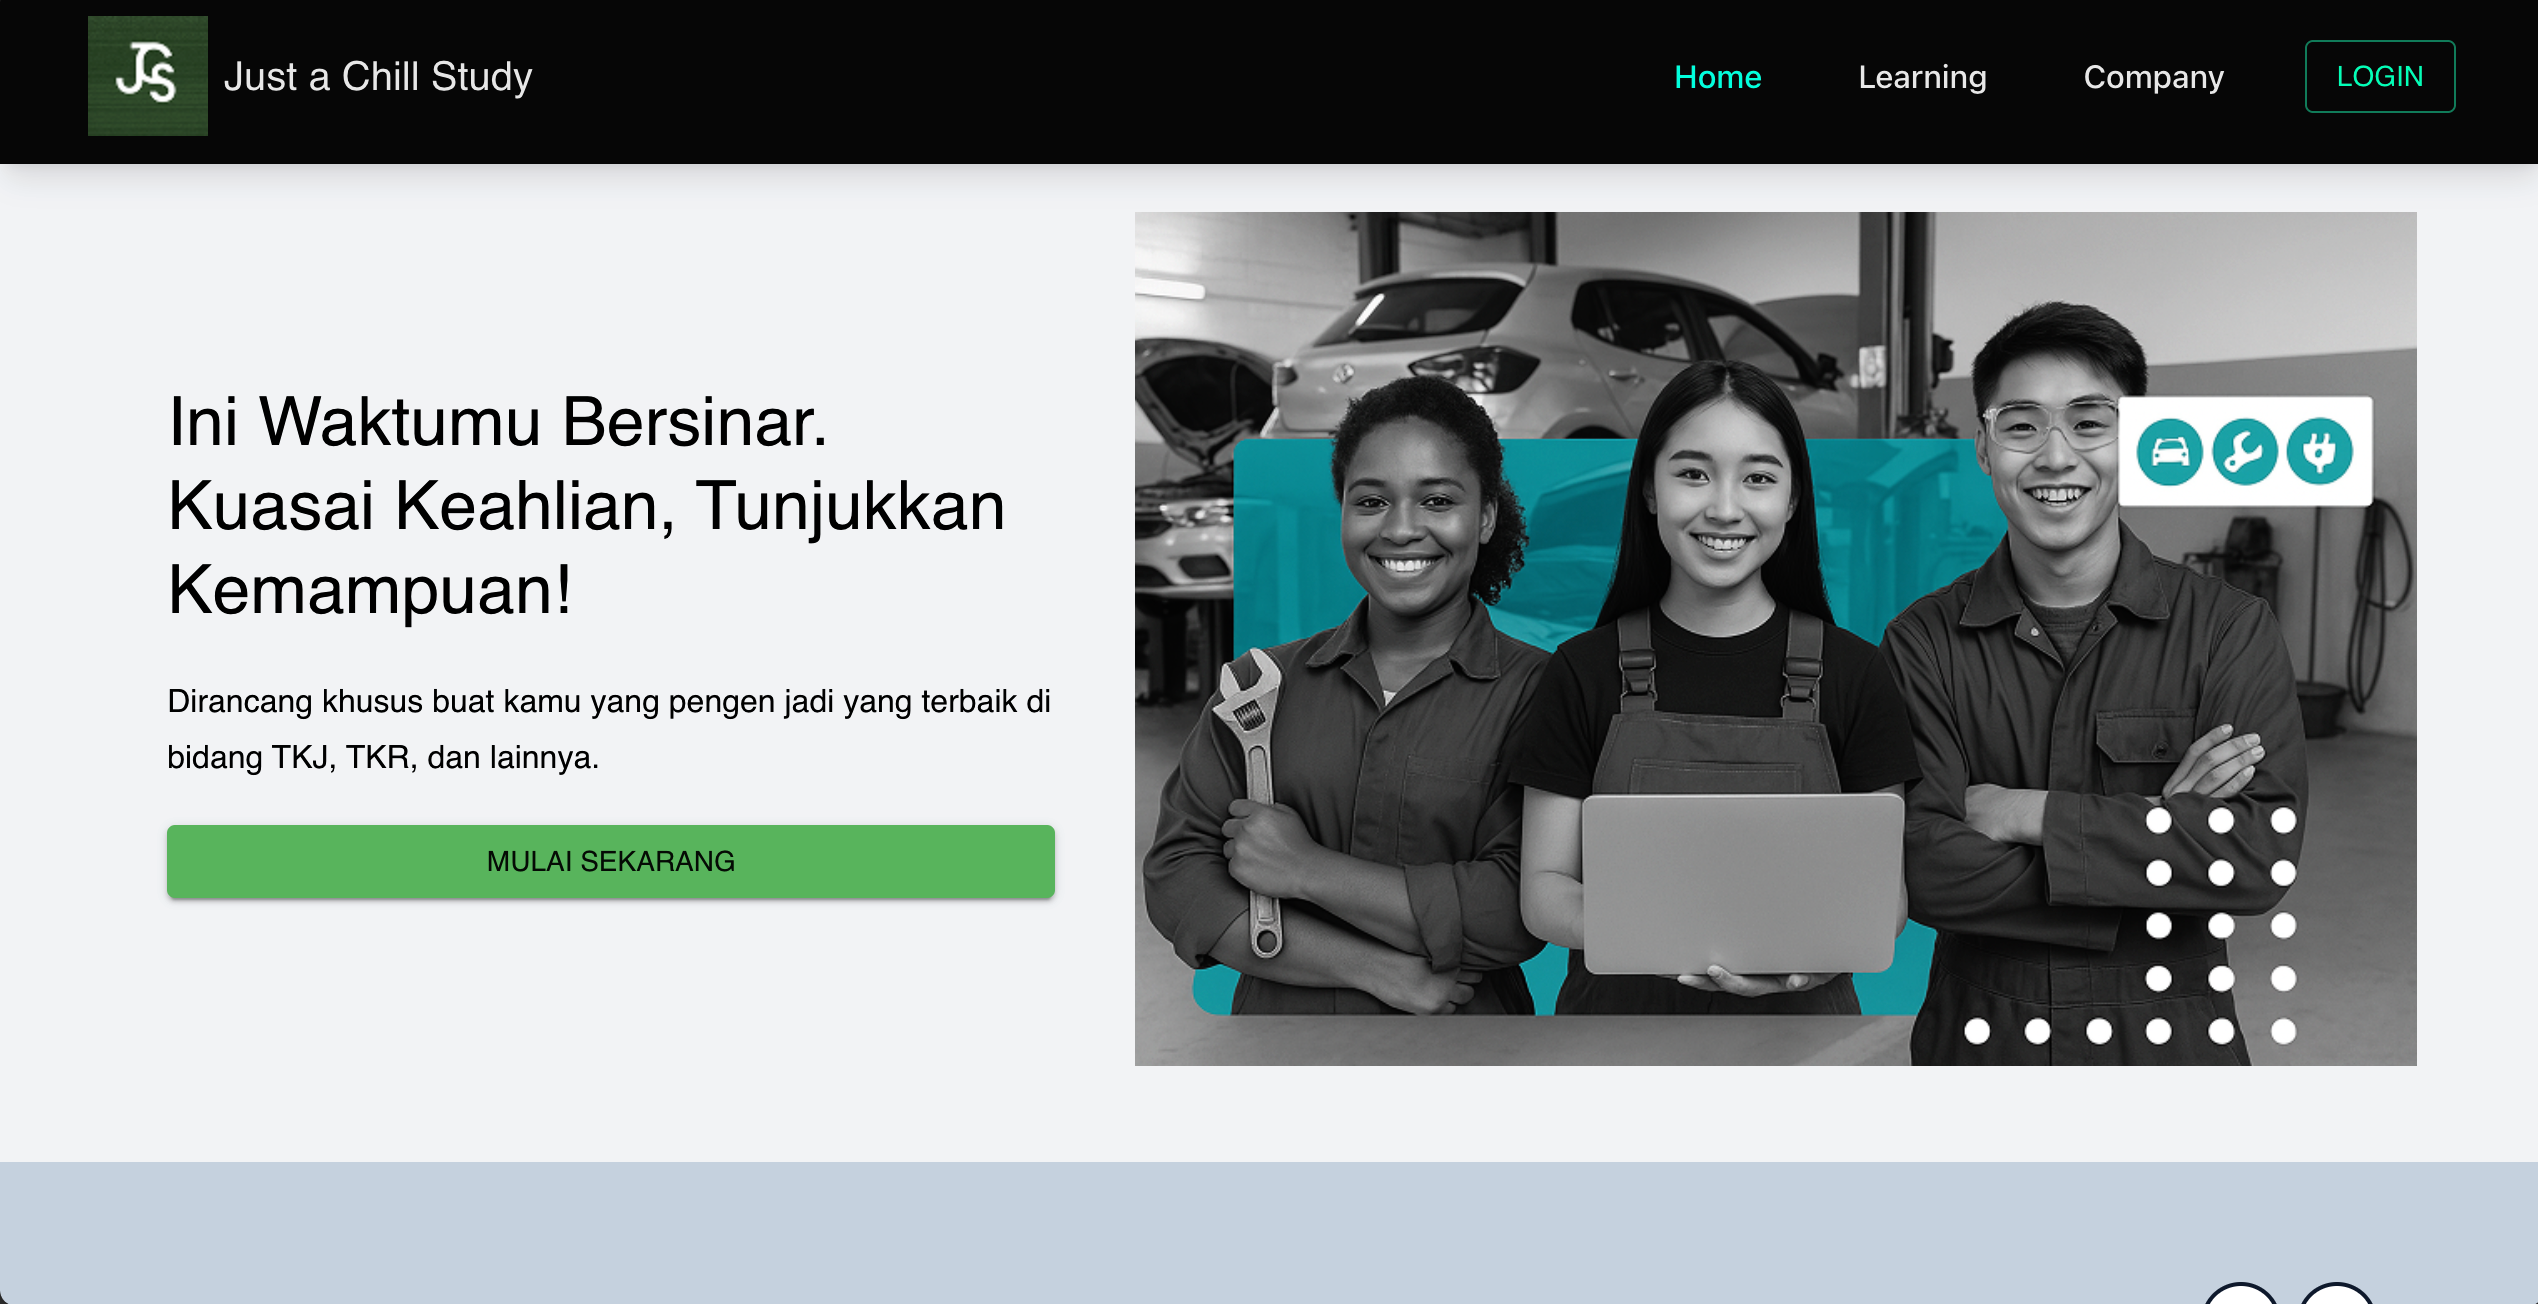 JCS
Just a Chill Study
Home
Learning
Company
LOGIN
Ini Waktumu Bersinar.
Kuasai Keahlian, Tunjukkan
Kemampuan!
Dirancang khusus buat kamu yang pengen jadi yang terbaik di
bidang TKJ, TKR, dan lainnya.
MULAI SEKARANG